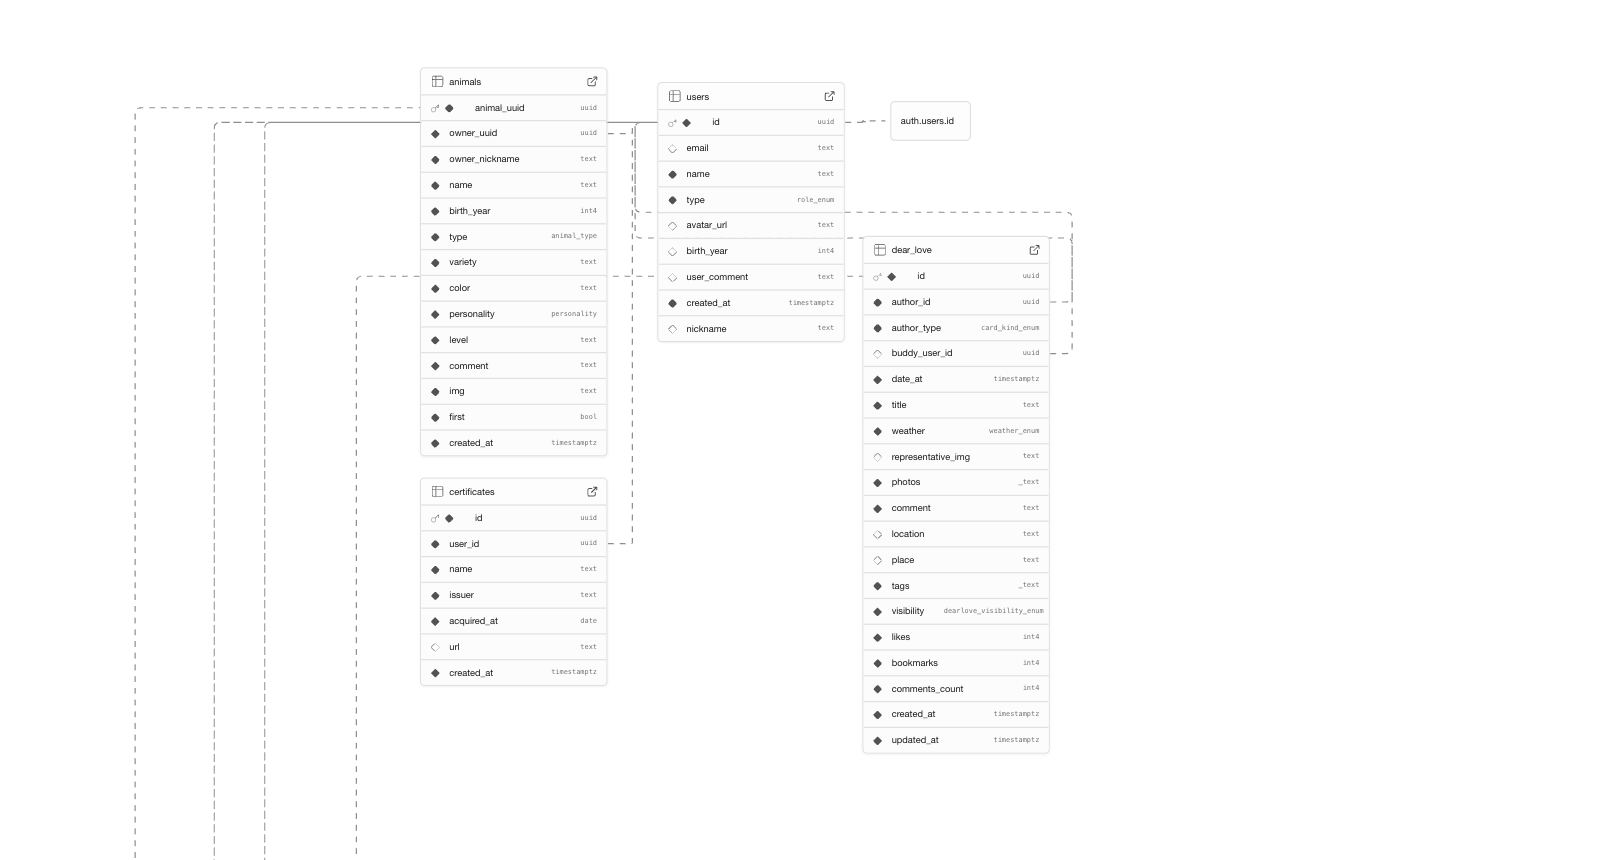 animals
animal_uuid uuid
owner_uuid uuid
owner_nickname text
name text
birth_year int4
type animal_type
variety text
color text
personality personality
level text
comment text
img text
first bool
created_at timestamptz
users
id uuid
email text
name text
type role_enum
avatar_url text
birth_year int4
user_comment text
created_at timestamptz
nickname text
auth.users.id
dear_love
id uuid
author_id uuid
author_type card_kind_enum
buddy_user_id uuid
date_at timestamptz
title text
weather weather_enum
representative_img text
photos _text
comment text
location text
place text
tags _text
visibility dearlove_visibility_enum
likes int4
bookmarks int4
comments_count int4
created_at timestamptz
updated_at timestamptz
certificates
id uuid
user_id uuid
name text
issuer text
acquired_at date
url text
created_at timestamptz